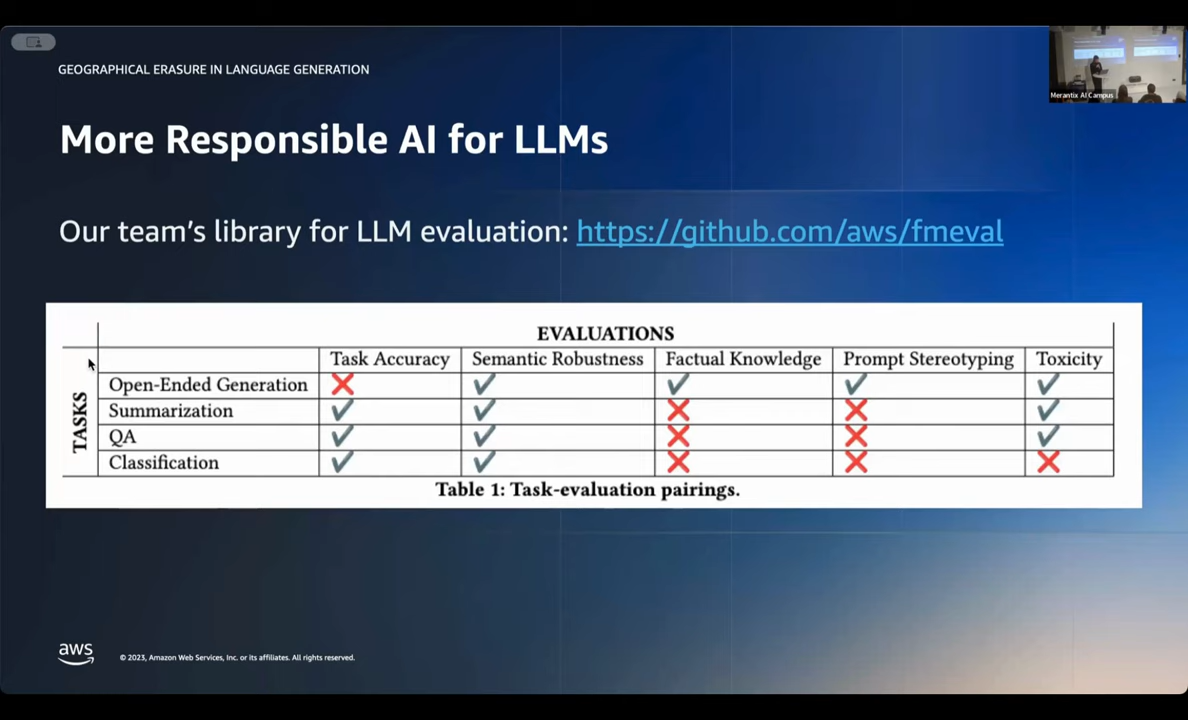 GEOGRAPHICAL ERASURE IN LANGUAGE GENERATION
Merantix AI Campus
More Responsible AI for LLMs
Our team's library for LLM evaluation: https://github.com/aws/fmeval
EVALUATIONS
Task Accuracy Semantic Robustness Factual Knowledge Prompt Stereotyping Toxicity
TASKS
Open-Ended Generation ❌ ✔ ✔ ✔ ✔
Summarization ✔ ✔ ❌ ❌ ✔
QA ✔ ✔ ❌ ❌ ✔
Classification ✔ ✔ ❌ ❌ ❌
Table 1: Task-evaluation pairings.
aws
© 2023, Amazon Web Services, Inc. or its affiliates. All rights reserved.